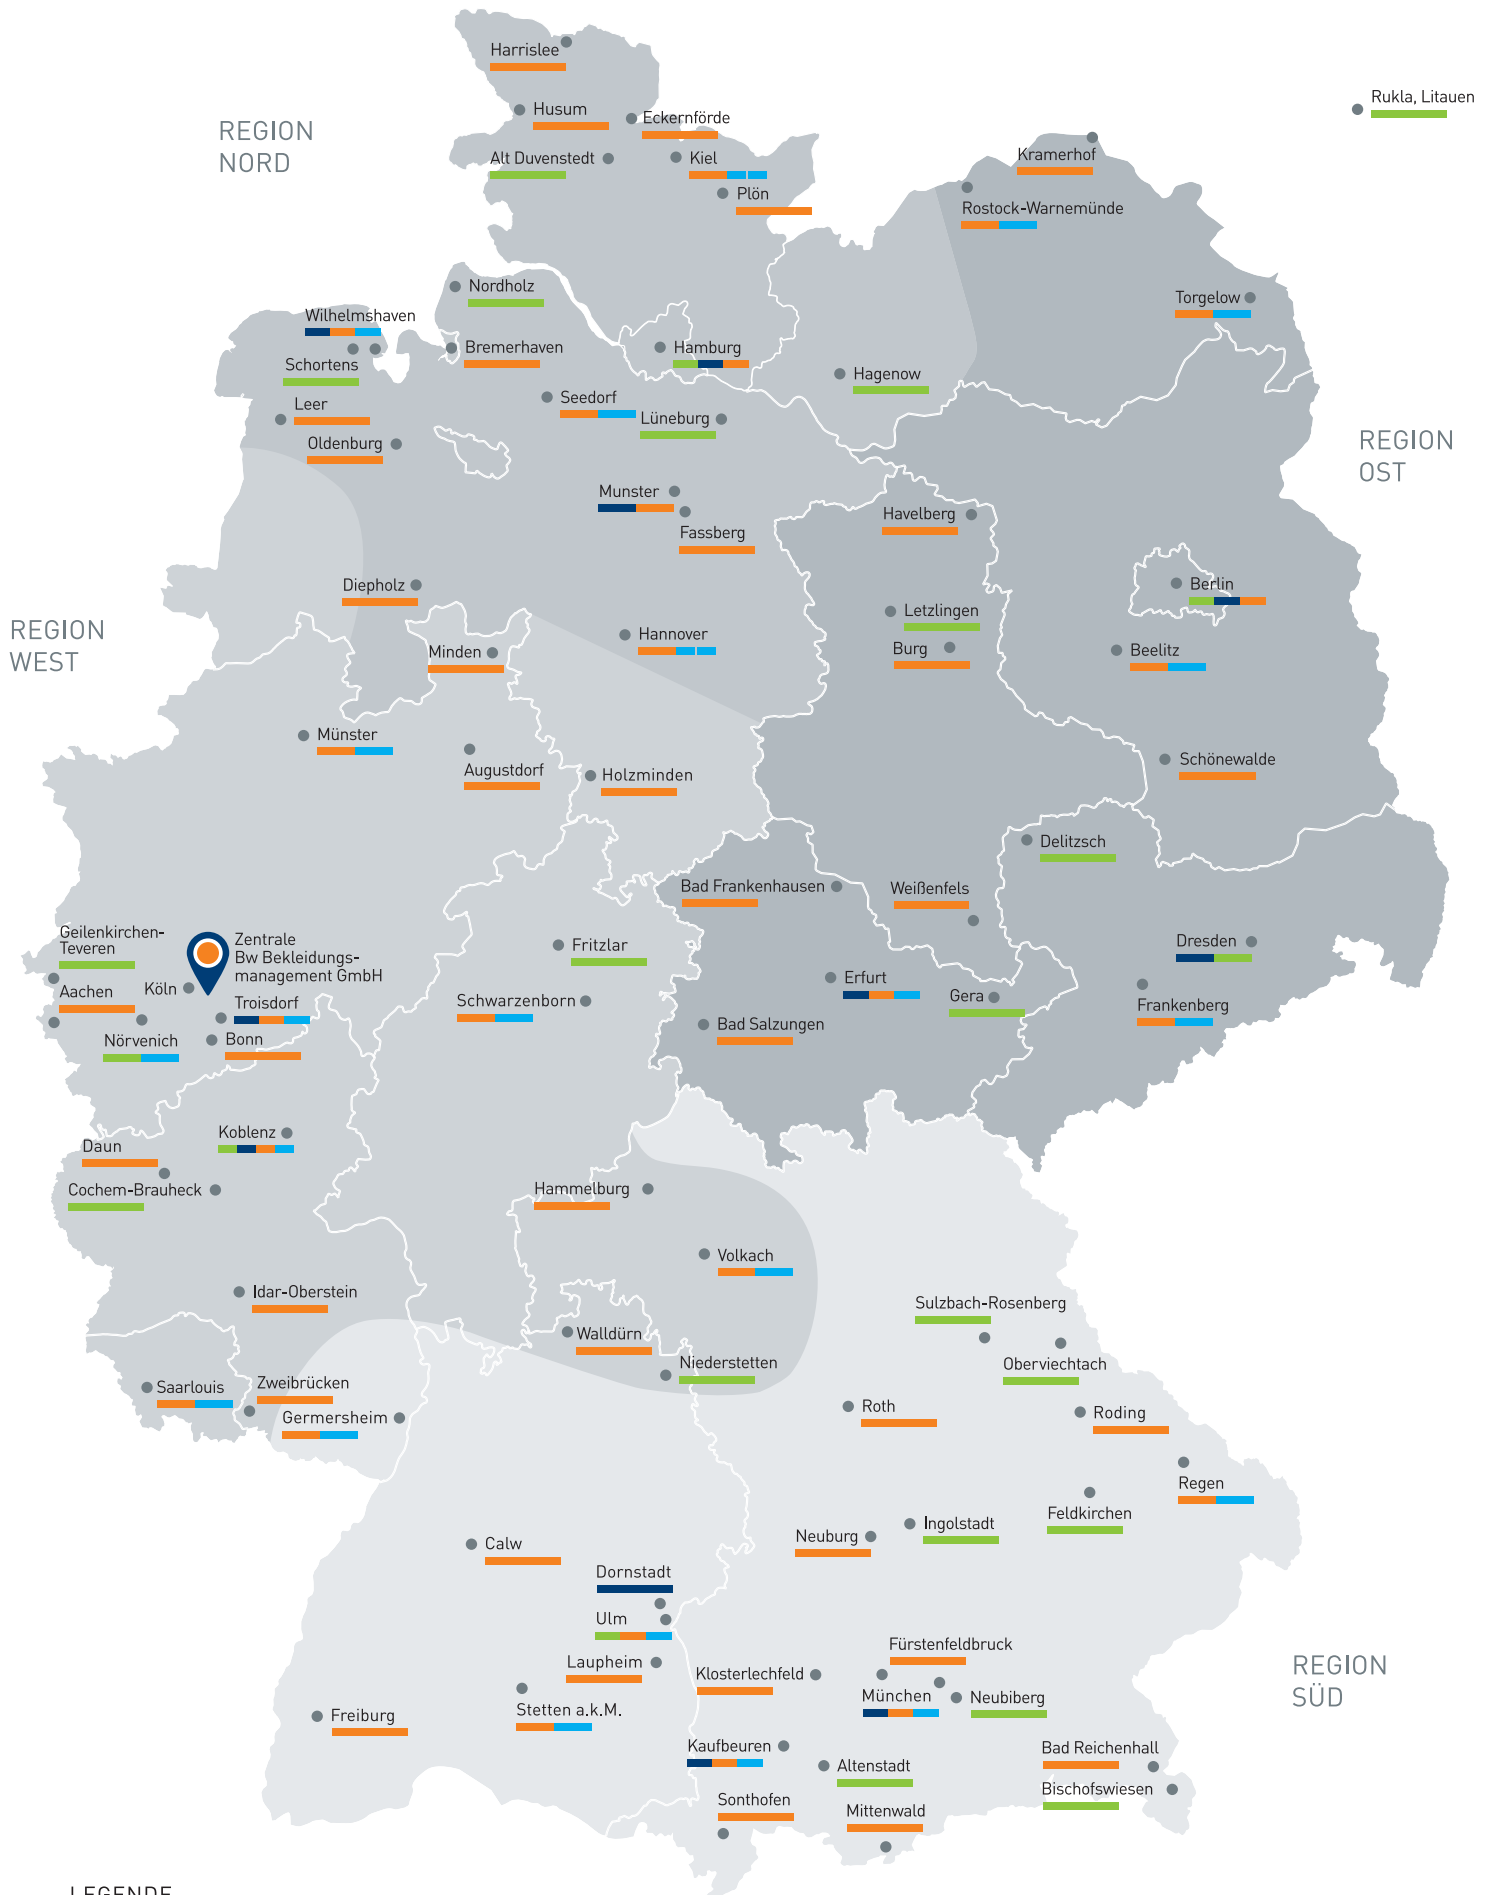 Harrislee
Rukla, Litauen
Husum
Eckernförde
REGION
NORD
Kramerhof
Alt Duvenstedt
Kiel
Plön
Rostock-Warnemünde
Nordholz
Torgelow
Wilhelmshaven
Bremerhaven
Hamburg
Schortens
Hagenow
Seedorf
Leer
Lüneburg
Oldenburg
REGION
OST
Munster
Havelberg
Fassberg
Diepholz
Berlin
Letzlingen
REGION
WEST
Hannover
Minden
Burg
Beelitz
Münster
Augustdorf
Holzminden
Schönewalde
Delitzsch
Bad Frankenhausen
Weißenfels
Geilenkirchen-
Teveren
Zentrale
Bw Bekleidungs-
management GmbH
Fritzlar
Dresden
Aachen
Köln
Erfurt
Troisdorf
Schwarzenborn
Gera
Frankenberg
Nörvenich
Bonn
Bad Salzungen
Koblenz
Daun
Cochem-Brauheck
Hammelburg
Volkach
Idar-Oberstein
Sulzbach-Rosenberg
Walldürn
Niederstetten
Oberviechtach
Saarlouis
Zweibrücken
Germersheim
Roth
Roding
Regen
Feldkirchen
Ingolstadt
Neuburg
Calw
Dornstadt
Ulm
Fürstenfeldbruck
Laupheim
Klosterlechfeld
REGION
SÜD
München
Neubiberg
Stetten a.k.M.
Freiburg
Kaufbeuren
Bad Reichenhall
Altenstadt
Bischofswiesen
Sonthofen
Mittenwald
LEGENDE